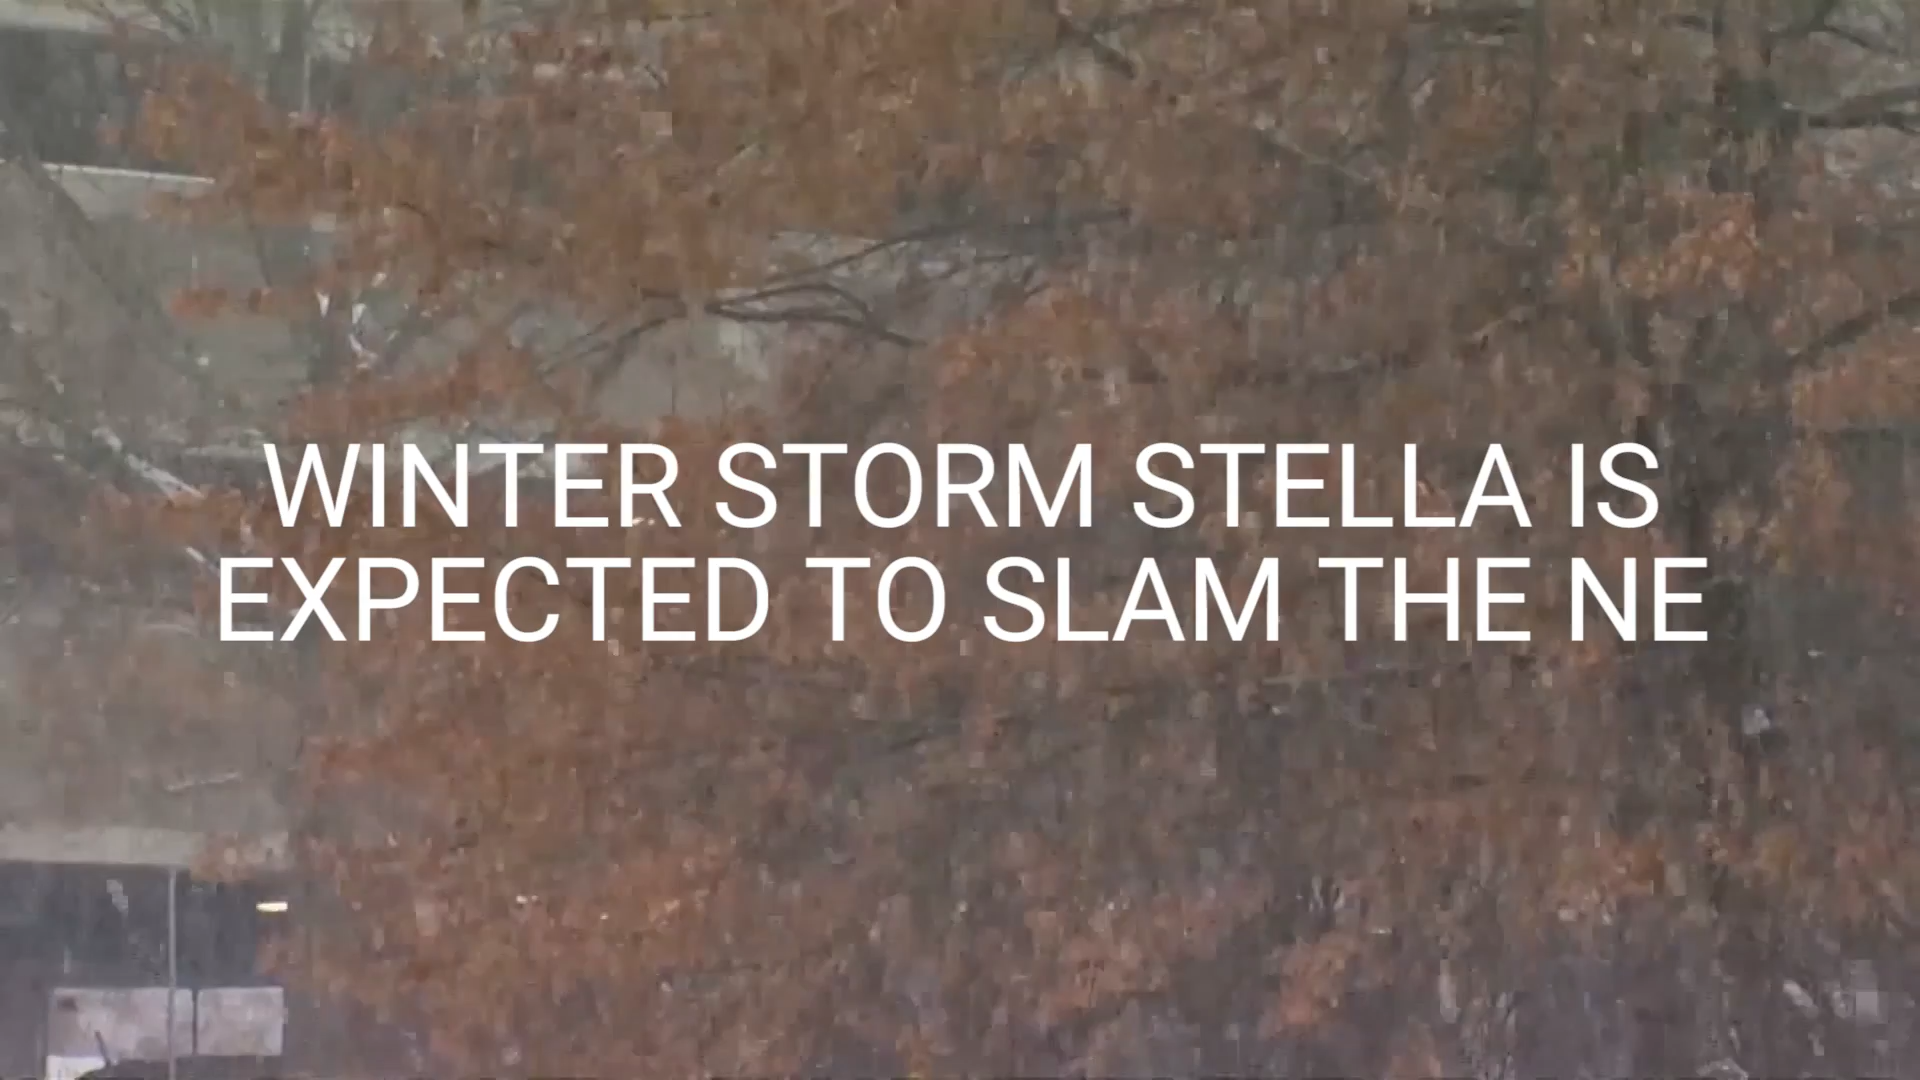 WINTER STORM STELLA IS
EXPECTED TO SLAM THE NE